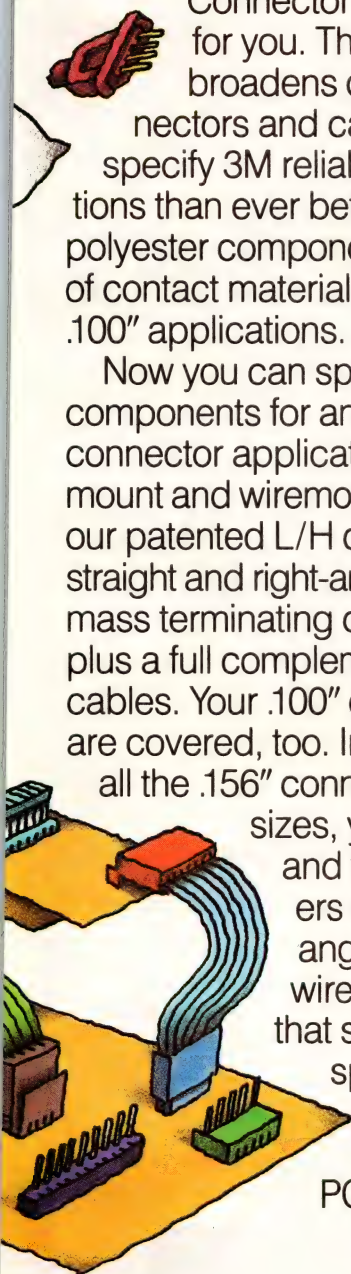 Connector
for you. Th
broadens
nectors and ca
specify 3M relial
tions than ever be
polyester compone
of contact material
.100″ applications.
Now you can sp
components for an
connector applicat
mount and wiremo
our patented L/H
straight and right-ar
mass terminating
plus a full complen
cables. Your .100″
are covered, too. I
all the .156″ conn
sizes, y
and
ers
ang
wire
that s
sp
PC